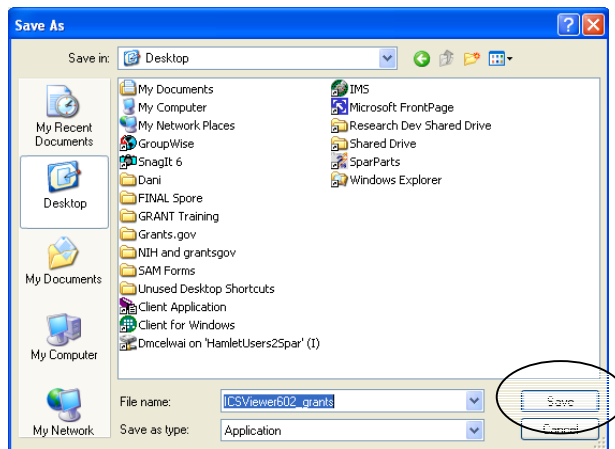 Save As
Save in:
Desktop
My Recent
Documents
Desktop
My Documents
My Computer
My Network
My Documents
My Computer
My Network Places
GroupWise
SnagIt 6
Dani
FINAL Spore
GRANT Training
Grants.gov
NIH and grantsgov
SAM Forms
Unused Desktop Shortcuts
Client Application
Client for Windows
Dmcelwai on 'HamletUsers2Spar' (I)
IMS
Microsoft FrontPage
Research Dev Shared Drive
Shared Drive
SparParts
Windows Explorer
File name:
ICSViewer602_grants
Save
Save as type:
Application
Cancel